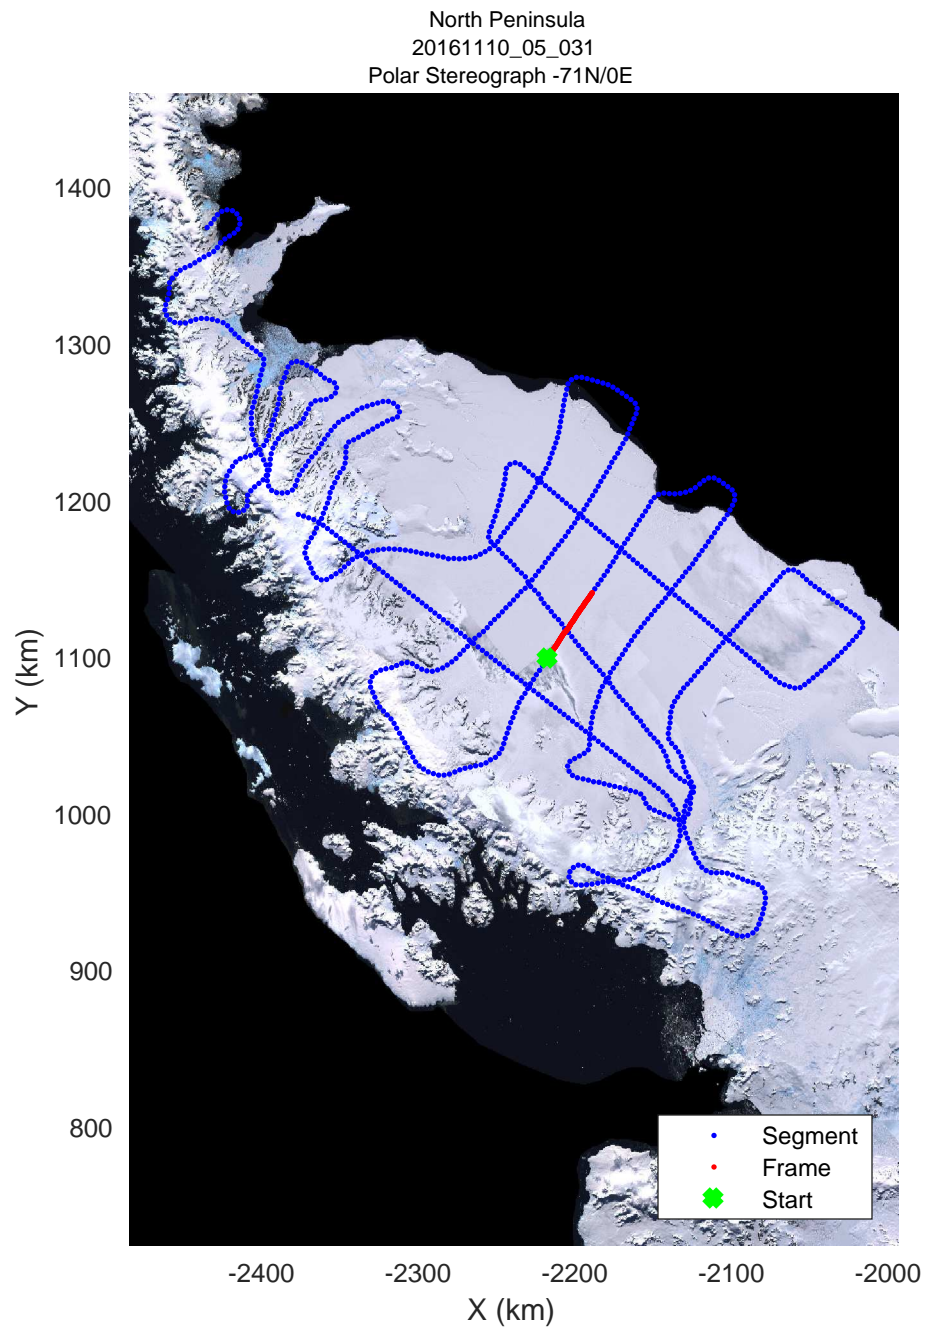 North Peninsula
20161110_05_031
Polar Stereograph -71N/0E
1400
1300
1200
1100
1000
900
800
Y (km)
Segment
Frame
Start
-2400
-2300
-2200
-2100
-2000
X (km)